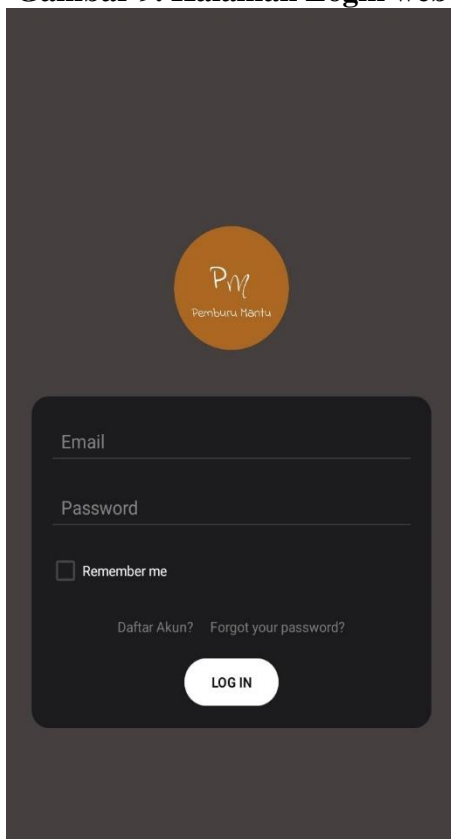 Gambar 9. Halaman Login web
PM
Pemburu Mantu
Email
Password
Remember me
Daftar Akun? Forgot your password?
LOG IN